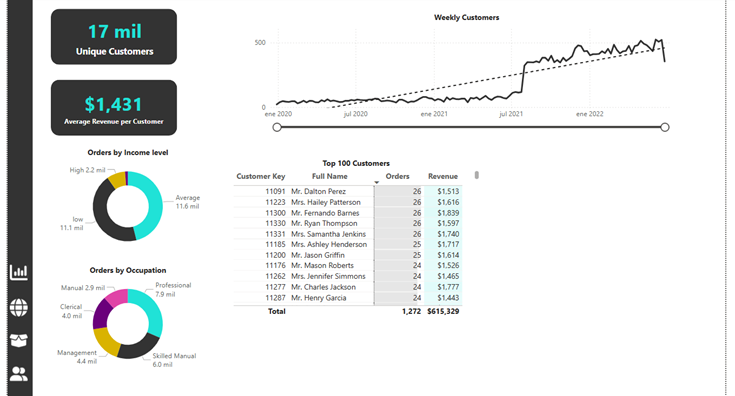 17 mil
Unique Customers
$1,431
Average Revenue per Customer
Weekly Customers
500
0
ene 2020
jul 2020
ene 2021
jul 2021
ene 2022
Orders by Income level
High 2.2 mil
Average
11.6 mil
low
11.1 mil
Orders by Occupation
Manual 2.9 mil
Professional
7.9 mil
Clerical
4.0 mil
Management
4.4 mil
Skilled Manual
6.0 mil
Top 100 Customers
Customer Key Full Name Orders Revenue
11091 Mr. Dalton Perez 26 $1,513
11223 Mrs. Hailey Patterson 26 $1,616
11300 Mr. Fernando Barnes 26 $1,839
11330 Mr. Ryan Thompson 26 $1,597
11331 Mrs. Samantha Jenkins 26 $1,740
11185 Mrs. Ashley Henderson 25 $1,717
11200 Mr. Jason Griffin 25 $1,614
11176 Mr. Mason Roberts 24 $1,526
11262 Mrs. Jennifer Simmons 24 $1,465
11277 Mr. Charles Jackson 24 $1,777
11287 Mr. Henry Garcia 24 $1,443
Total 1,272 $615,329